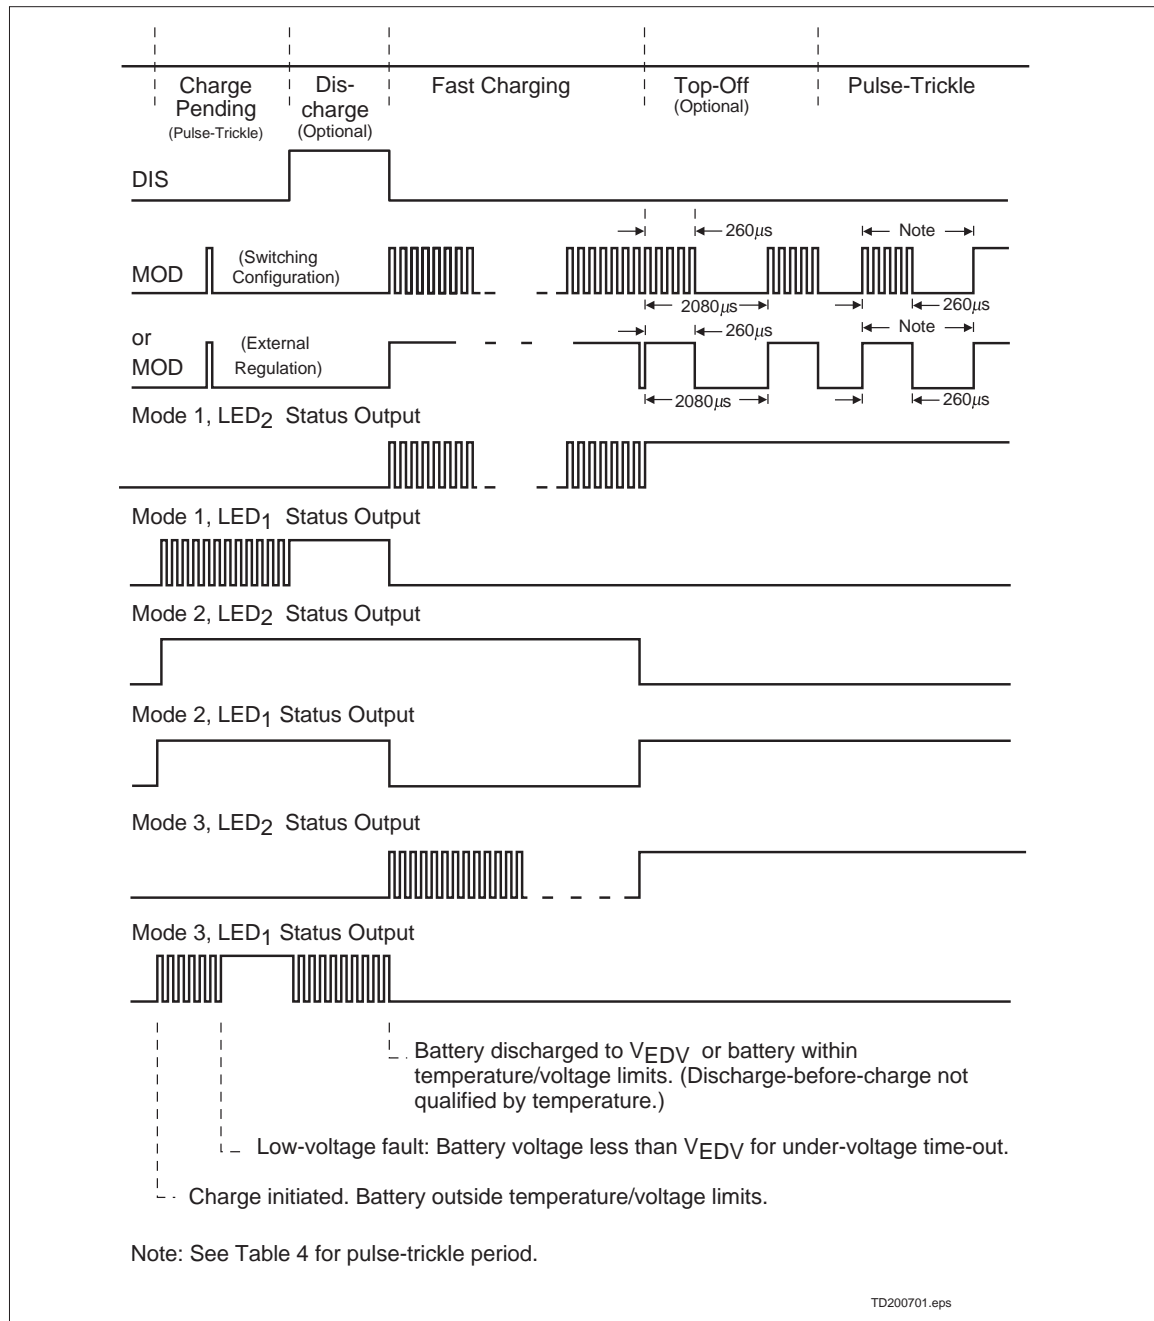 Charge Pending (Pulse-Trickle)
Dis-charge (Optional)
Fast Charging
Top-Off (Optional)
Pulse-Trickle
DIS
260µs
Note
MOD
(Switching Configuration)
2080µs
260µs
or MOD
(External Regulation)
260µs
Note
2080µs
260µs
Mode 1, LED2 Status Output
Mode 1, LED1 Status Output
Mode 2, LED2 Status Output
Mode 2, LED1 Status Output
Mode 3, LED2 Status Output
Mode 3, LED1 Status Output
Battery discharged to VEDV or battery within
temperature/voltage limits. (Discharge-before-charge not
qualified by temperature.)
Low-voltage fault: Battery voltage less than VEDV for under-voltage time-out.
Charge initiated. Battery outside temperature/voltage limits.
Note: See Table 4 for pulse-trickle period.
TD200701.eps